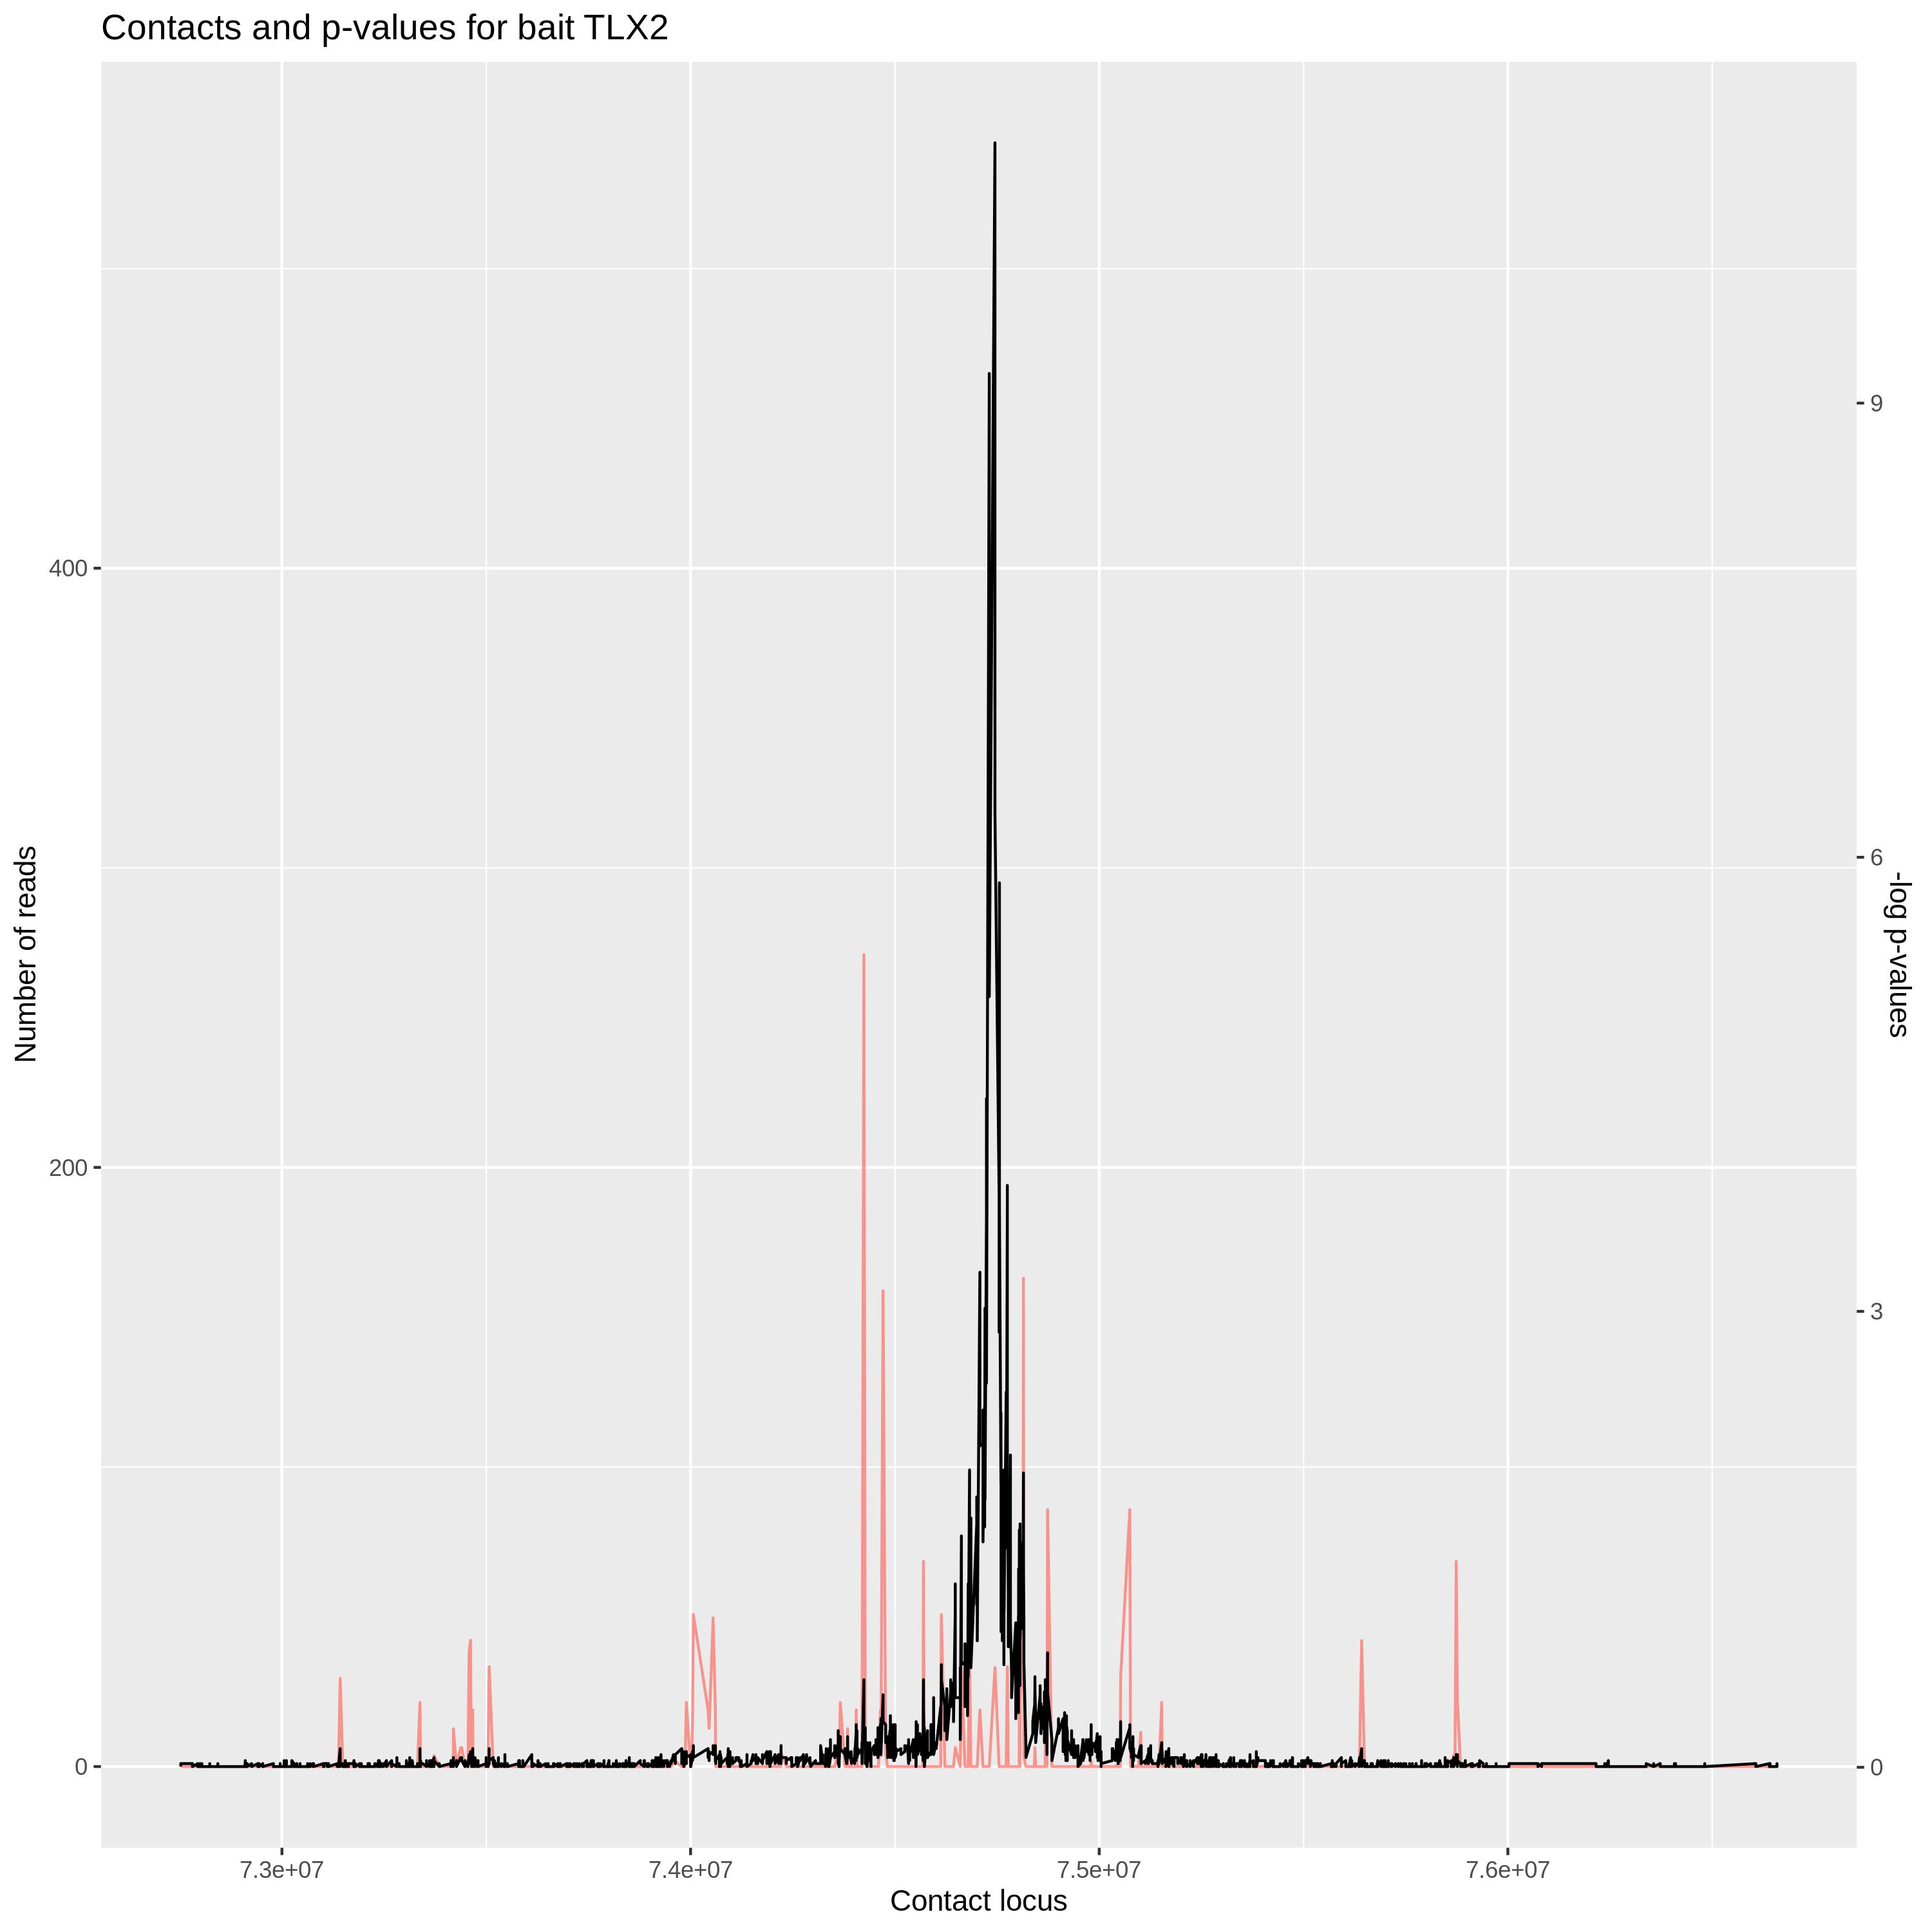 Contacts and p-values for bait TLX2
Number of reads
400
200
0
9
6
3
0
-log p-values
7.3e+07
7.4e+07
7.5e+07
7.6e+07
Contact locus